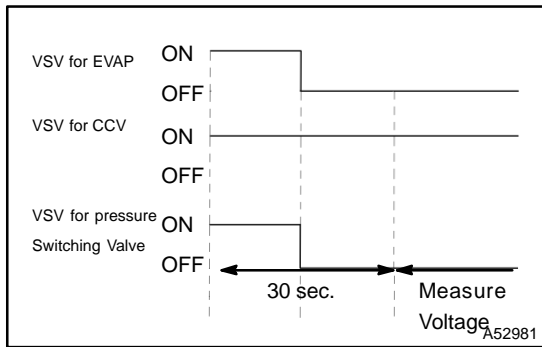 VSV for EVAP
ON
OFF
VSV for CCV
ON
OFF
VSV for pressure
Switching Valve
ON
OFF
30 sec.
Measure
Voltage
A52981